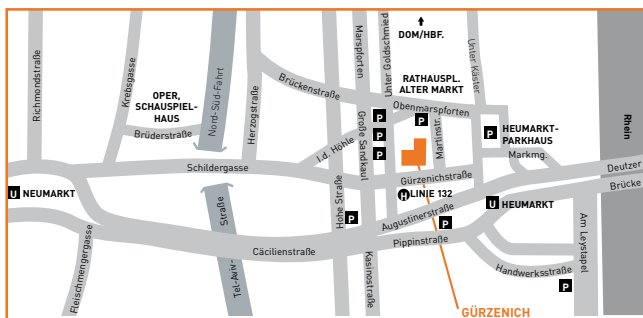 DOM/HBF.
Richmondstraße
Krebsgasse
Nord-Süd-Fahrt
Herzogstraße
Marspforten
Unter Goldschmied
Unter Käster
RATHAUSPL.
ALTER MARKT
Brückenstraße
OPER,
SCHAUSPIEL-
HAUS
Brüderstraße
Obenmarspforten
P
P
P
P
P
Große Sandkaul
Martinstr.
HEUMARKT-
PARKHAUS
Markmg.
Rhein
I.d. Höhle
Schildergasse
Gürzenichstraße
Deutzer
Brücke
U NEUMARKT
H LINIE 132
U HEUMARKT
Hohe Straße
P
P
Augustinerstraße
Pippinstraße
Straße
Tel-Aviv-
Cäcilienstraße
Fleischmengergasse
Kasinostraße
Am Leystapel
Handwerksstraße
P
GÜRZENICH